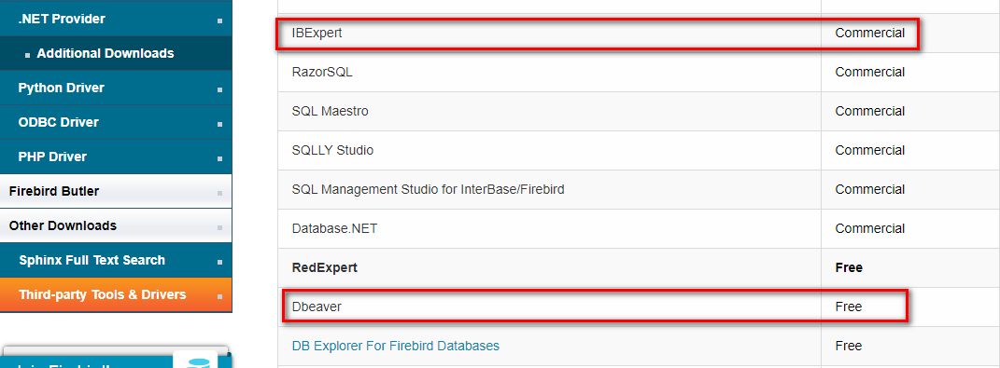 .NET Provider
Additional Downloads
Python Driver
ODBC Driver
PHP Driver
Firebird Butler
Other Downloads
Sphinx Full Text Search
Third-party Tools & Drivers
IBExpert Commercial
RazorSQL Commercial
SQL Maestro Commercial
SQLLY Studio Commercial
SQL Management Studio for InterBase/Firebird Commercial
Database.NET Commercial
RedExpert Free
Dbeaver Free
DB Explorer For Firebird Databases Free